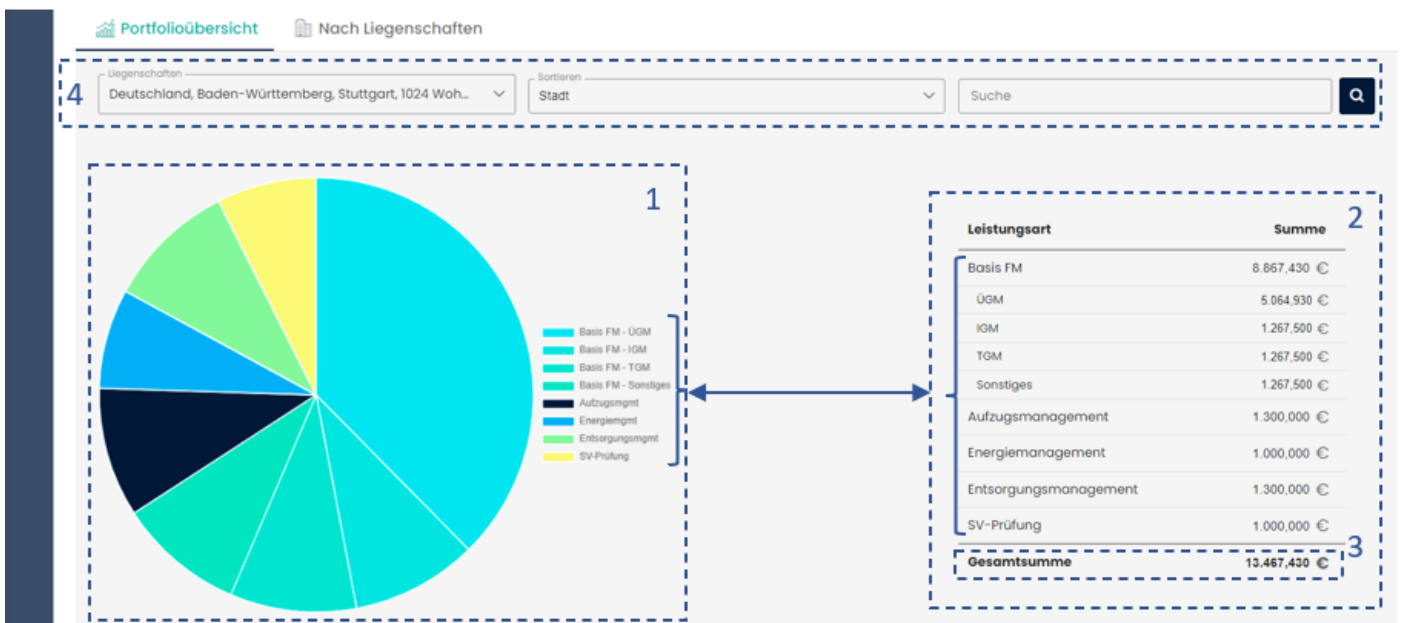 Portfolioübersicht Nach Liegenschaften
4
Liegenschaften
Deutschland, Baden-Württemberg, Stuttgart, 1024 Woh...
Sortieren
Stadt
Suche
1
Basis FM - ÜGM
Basis FM - IGM
Basis FM - TGM
Basis FM - Sonstiges
Aufzugsmgmt
Energiemgmt
Entsorgungsmgmt
SV-Prüfung
2
Leistungsart Summe
Basis FM 8.867,430 €
ÜGM 5.064,930 €
IGM 1.267,500 €
TGM 1.267,500 €
Sonstiges 1.267,500 €
Aufzugsmanagement 1.300,000 €
Energiemanagement 1.000,000 €
Entsorgungsmanagement 1.300,000 €
SV-Prüfung 1.000,000 €
3
Gesamtsumme 13.467,430 €